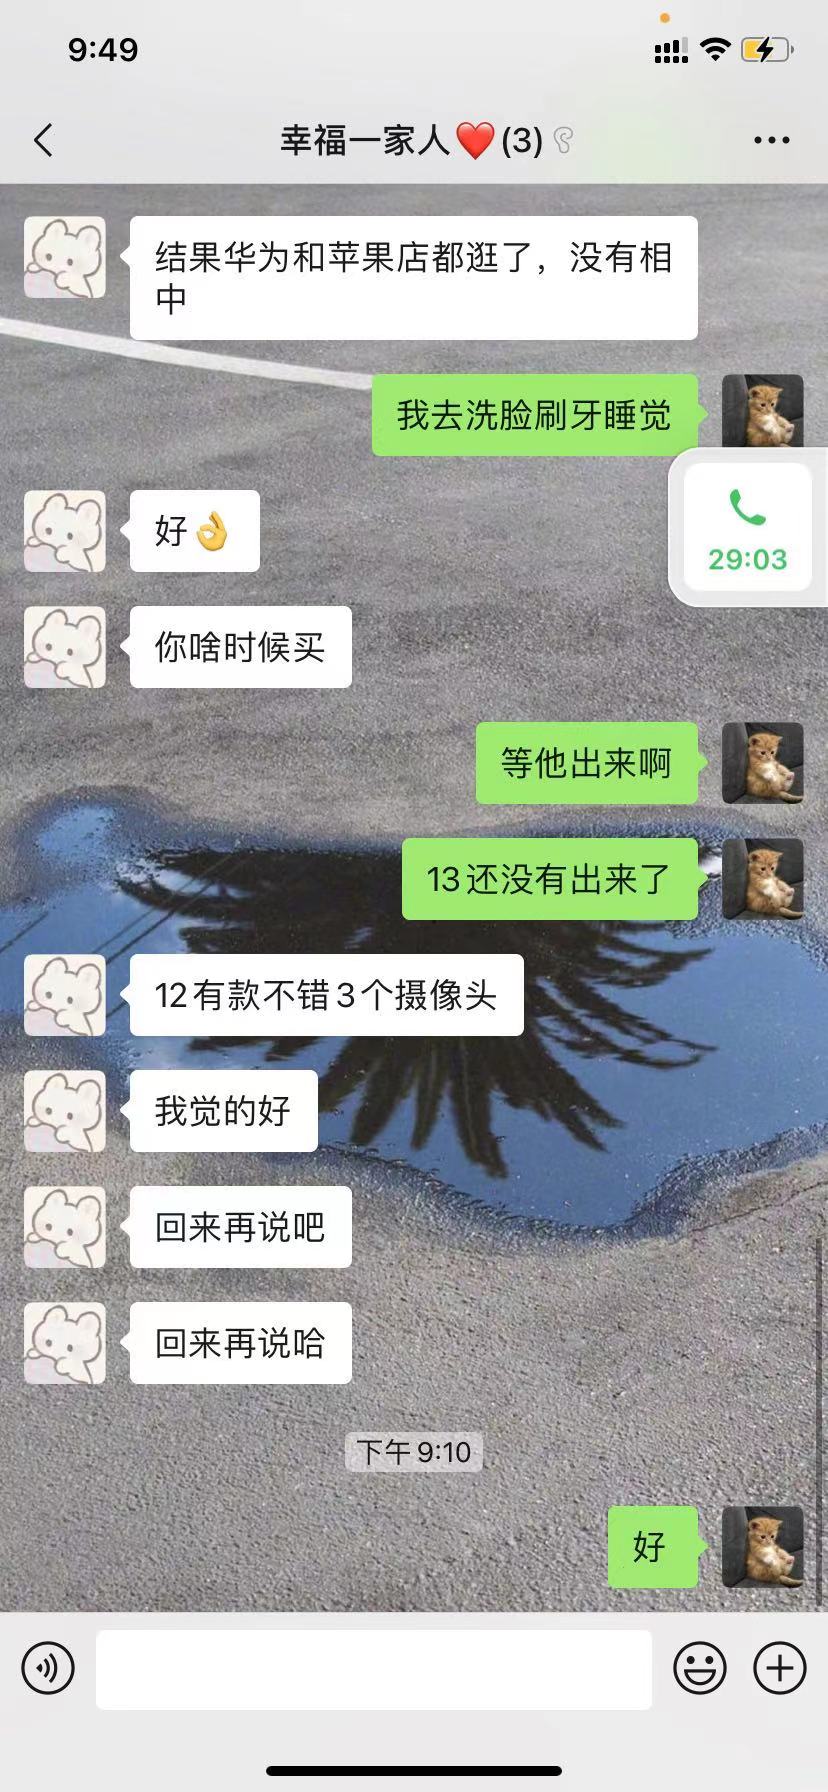 9:49
幸福一家人❤️(3)
结果华为和苹果店都逛了，没有相
中
我去洗脸刷牙睡觉
29:03
好👌
你啥时候买
等他出来啊
13还没有出来了
12有款不错3个摄像头
我觉的好
回来再说吧
回来再说哈
下午9:10
好